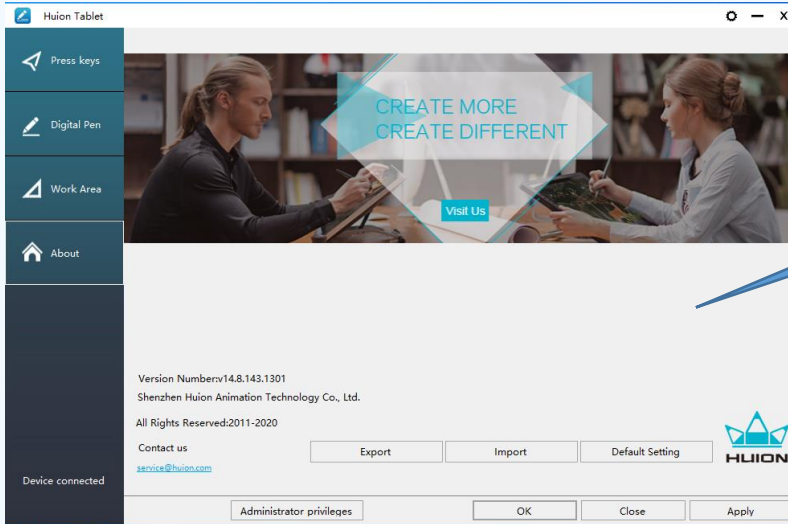 Huion Tablet
Press keys
Digital Pen
Work Area
About
CREATE MORE
CREATE DIFFERENT
Visit Us
Version Number:v14.8.143.1301
Shenzhen Huion Animation Technology Co., Ltd.
All Rights Reserved:2011-2020
Contact us
Export
Import
Default Setting
service@huion.com
HUION
Device connected
Administrator privileges
OK
Close
Apply